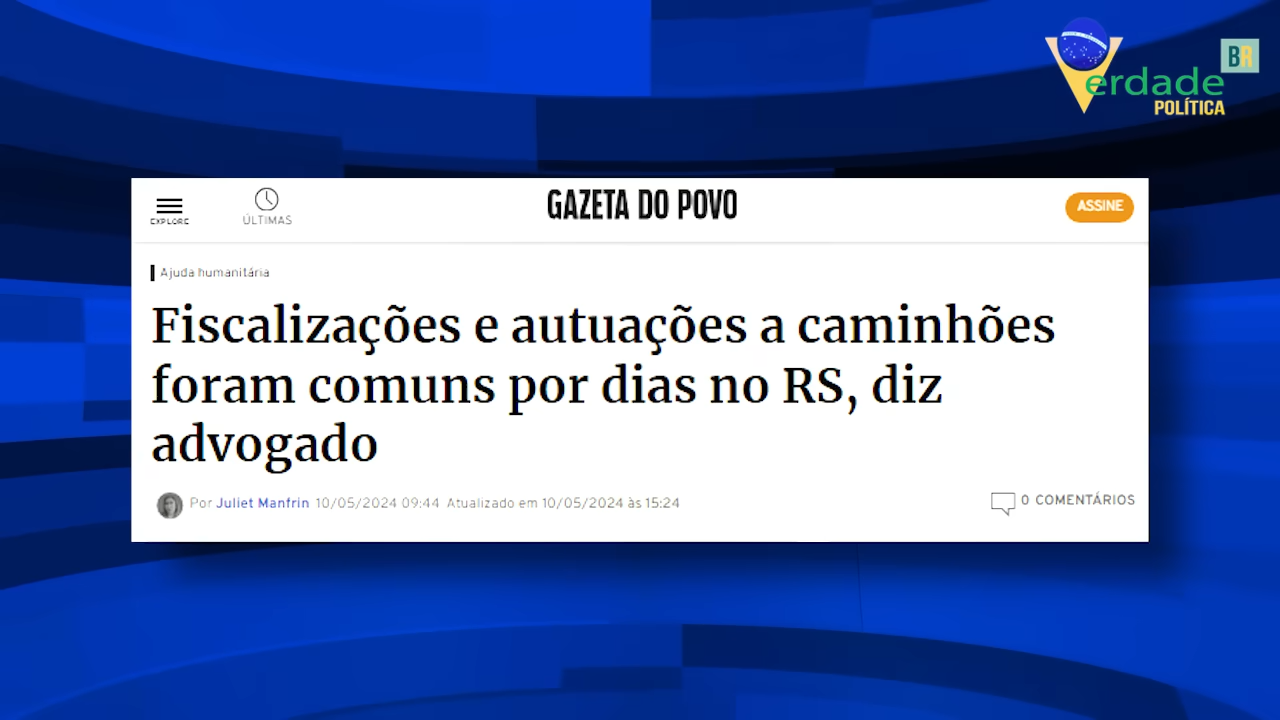 BR
Verdade
POLÍTICA
EXPLORE
ÚLTIMAS
GAZETA DO POVO
ASSINE
Ajuda humanitária
Fiscalizações e autuações a caminhões
foram comuns por dias no RS, diz
advogado
Por Juliet Manfrin 10/05/2024 09:44 Atualizado em 10/05/2024 às 15:24
0 COMENTÁRIOS